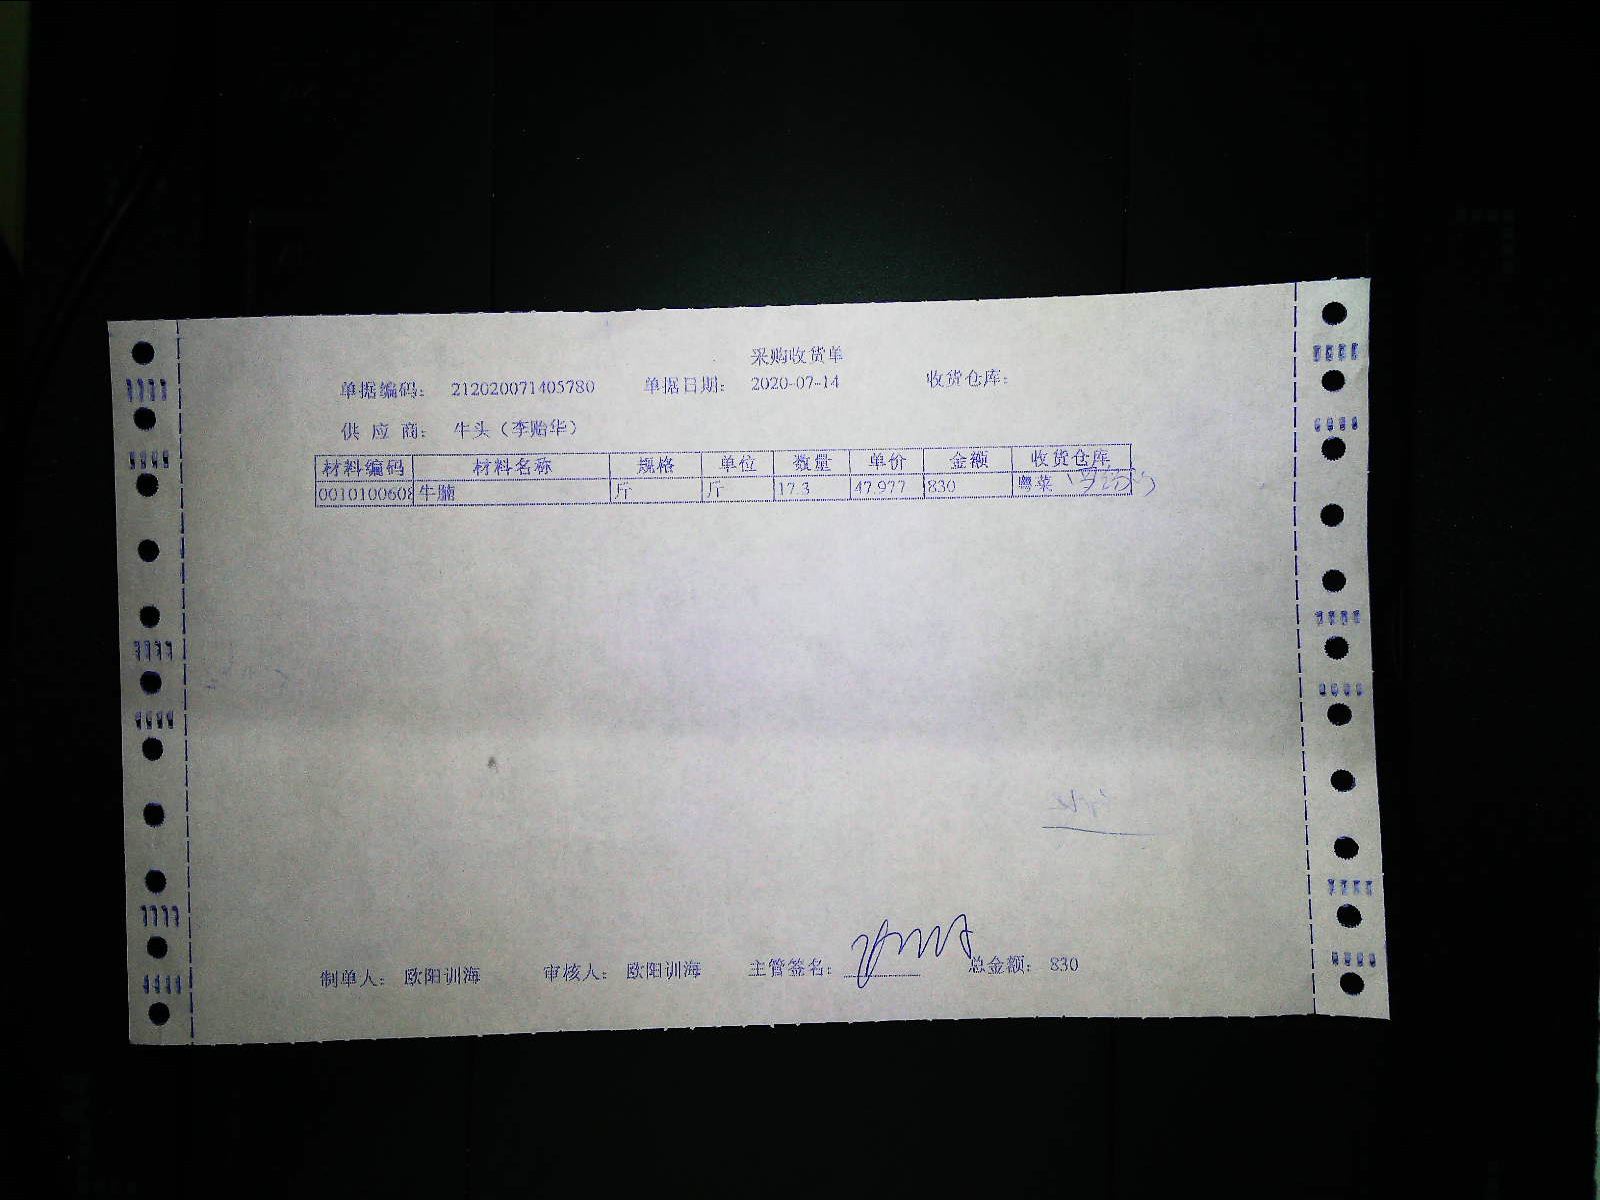 采购收货单
单据编码： 212020071405780 单据日期： 2020-07-14 收货仓库：
供 应 商： 牛头（李贻华）
材料编码 材料名称 规格 单位 数量 单价 金额 收货仓库
0010100608 牛腩 斤 斤 17.3 47.977 830 粤菜
制单人： 欧阳训海 审核人： 欧阳训海 主管签名： 总金额： 830